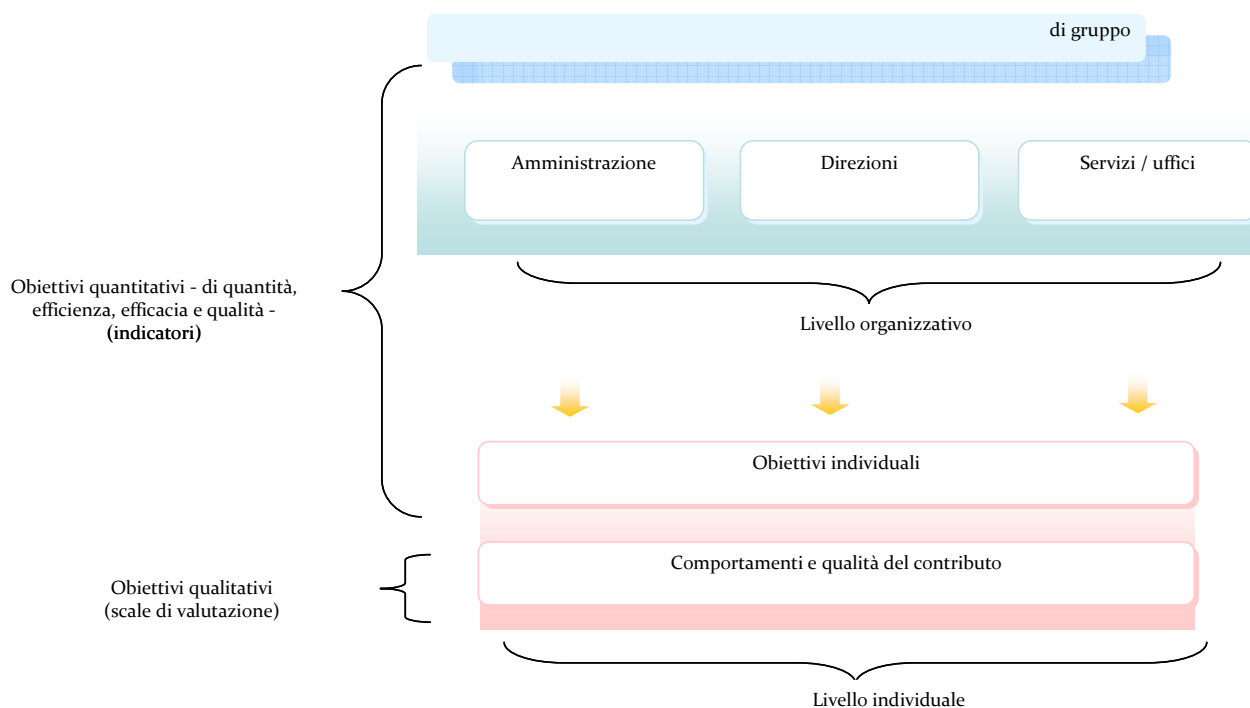 di gruppo
Amministrazione
Direzioni
Servizi / uffici
Obiettivi quantitativi - di quantità,
efficienza, efficacia e qualità -
(indicatori)
Livello organizzativo
Obiettivi individuali
Comportamenti e qualità del contributo
Obiettivi qualitativi
(scale di valutazione)
Livello individuale